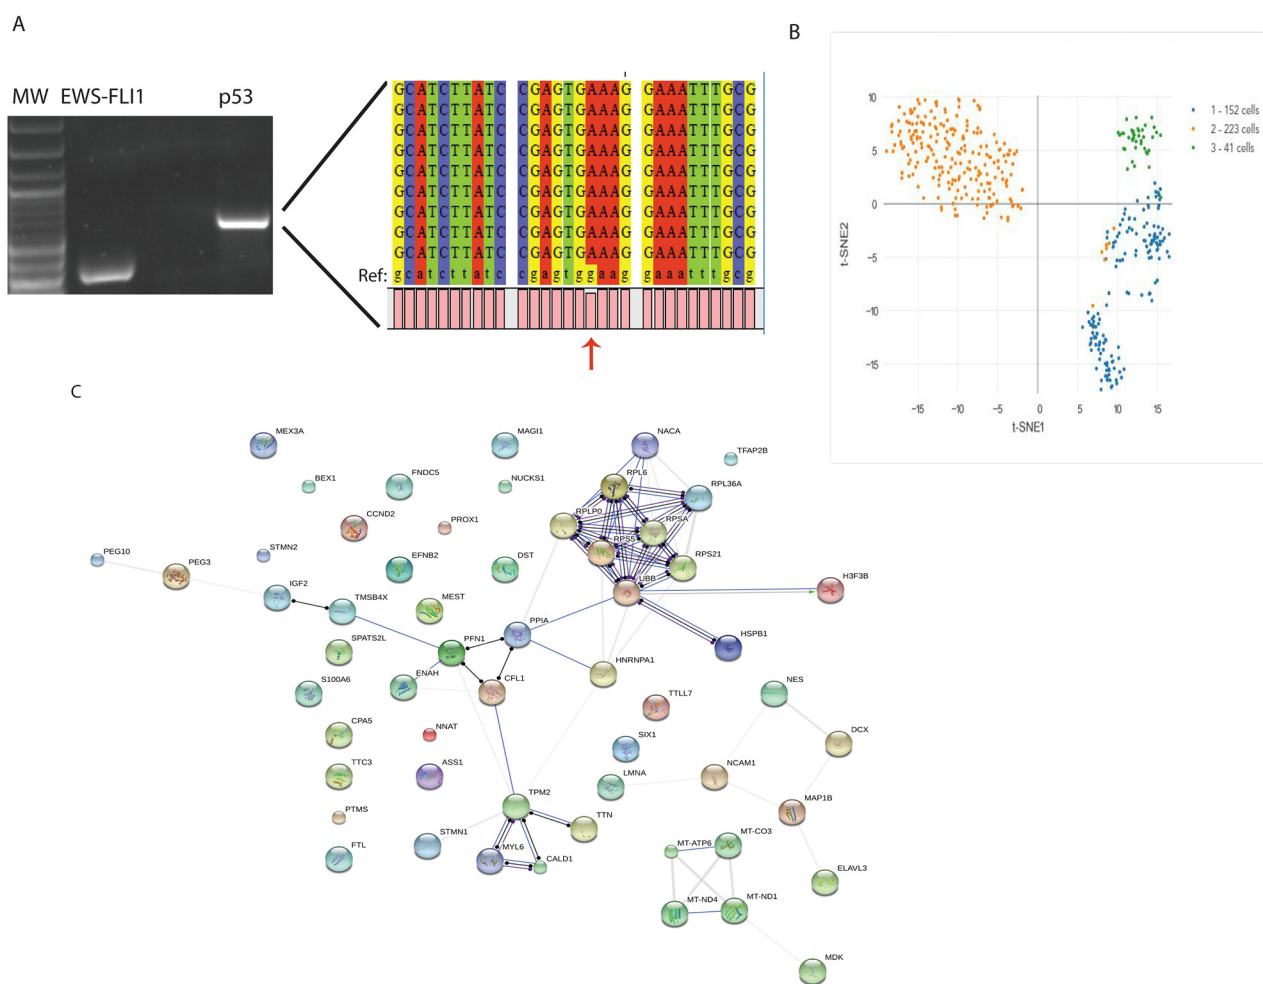 A
MW EWS-FLI1 p53
GCATCTTATC CGAGTGAAAG GAAATTTGCG
GCATCTTATC CGAGTGAAAG GAAATTTGCG
GCATCTTATC CGAGTGAAAG GAAATTTGCG
GCATCTTATC CGAGTGAAAG GAAATTTGCG
GCATCTTATC CGAGTGAAAG GAAATTTGCG
GCATCTTATC CGAGTGAAAG GAAATTTGCG
GCATCTTATC CGAGTGAAAG GAAATTTGCG
GCATCTTATC CGAGTGAAAG GAAATTTGCG
GCATCTTATC CGAGTGAAAG GAAATTTGCG
Ref: gcatcttatc cgagtggaag gaaatttgcg
B
10
5
0
−5
−10
−15
t-SNE2
−15 −10 −5 0 5 10 15
t-SNE1
1 - 152 cells
2 - 223 cells
3 - 41 cells
C
MEX3A
MAGI1
NACA
TFAP2B
BEX1
FNDC5
NUCKS1
RPL6
RPL36A
CCND2
PROX1
RPLP0
RPSA
PEG10
PEG3
STMN2
EFNB2
DST
RPS5
RPS21
IGF2
TMSB4X
MEST
UBB
H3F3B
SPATS2L
PFN1
PPIA
HSPB1
S100A6
ENAH
CFL1
HNRNPA1
NES
TTLL7
CPA5
NNAT
SIX1
DCX
TTC3
ASS1
LMNA
NCAM1
PTMS
TPM2
TTN
MAP1B
FTL
STMN1
MYL6
CALD1
MT-ATP6
MT-CO3
ELAVL3
MT-ND4
MT-ND1
MDK